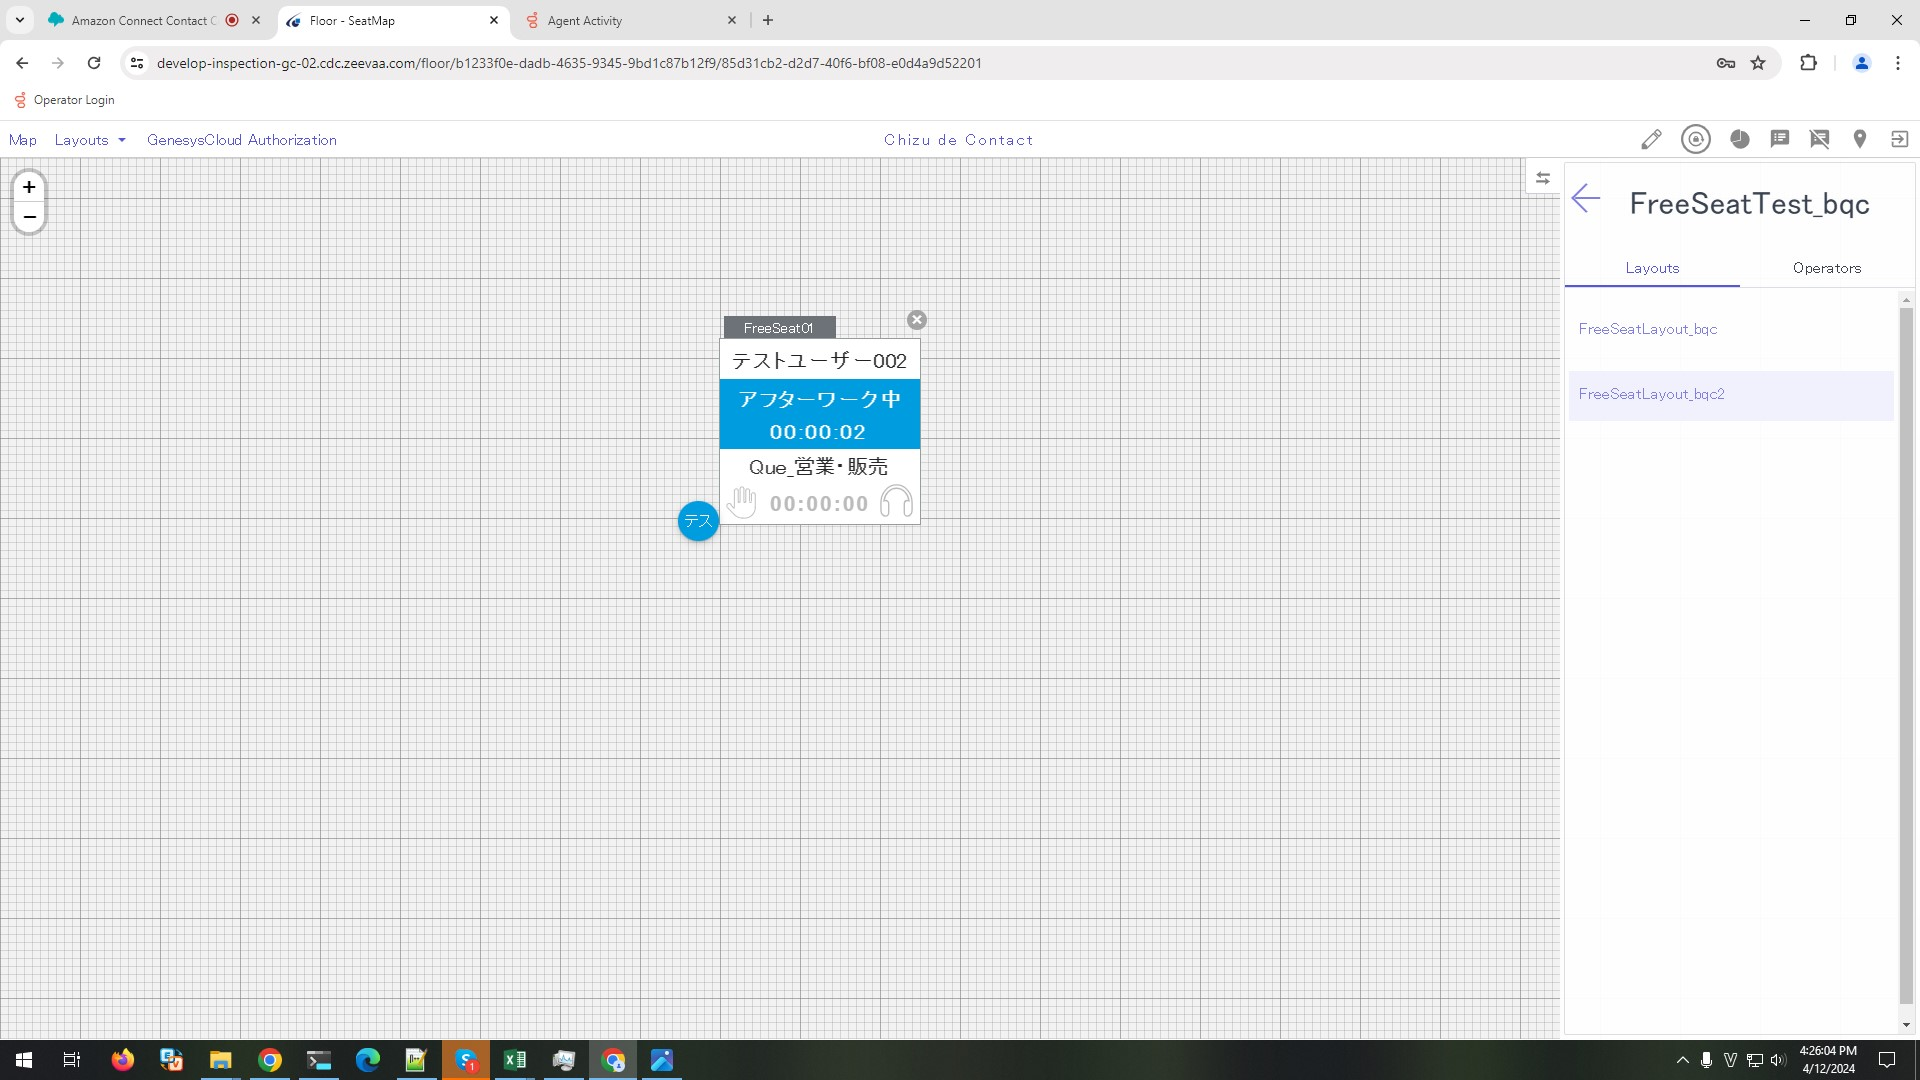 Amazon Connect Contact C
Floor - SeatMap
Agent Activity
develop-inspection-gc-02.cdc.zeevaa.com/floor/b1233f0e-dadb-4635-9345-9bd1c87b12f9/85d31cb2-d2d7-40f6-bf08-e0d4a9d52201
Operator Login
Map Layouts GenesysCloud Authorization
Chizu de Contact
+
−
FreeSeatTest_bqc
Layouts Operators
FreeSeatLayout_bqc
FreeSeatLayout_bqc2
FreeSeat01
テストユーザー002
アフターワーク中
00:00:02
Que_営業・販売
00:00:00
テス
4:26:04 PM
4/12/2024